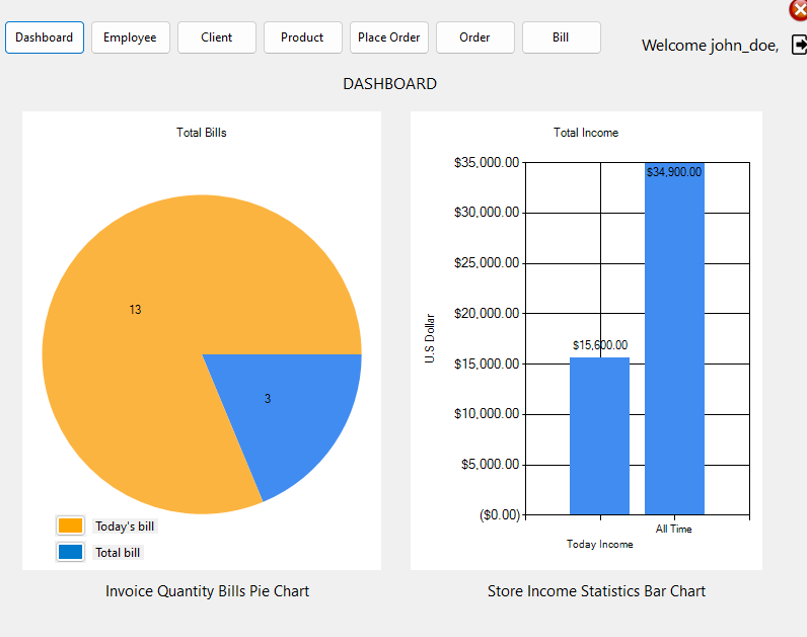 Dashboard Employee Client Product Place Order Order Bill
Welcome john_doe,
DASHBOARD
Total Bills
13
3
Today's bill
Total bill
Invoice Quantity Bills Pie Chart
Total Income
U.S Dollar
$35,000.00
$30,000.00
$25,000.00
$20,000.00
$15,000.00
$10,000.00
$5,000.00
($0.00)
$34,900.00
$15,600.00
All Time
Today Income
Store Income Statistics Bar Chart